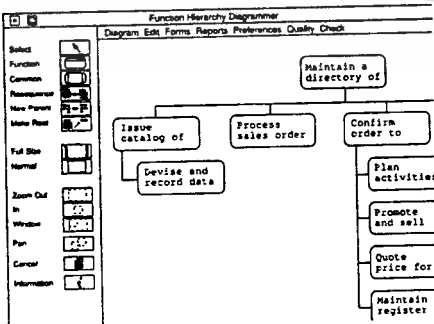 Function Hierarchy Diagrammer
Diagram Edit Forms Reports Preferences Quality Check
Select
Function
Common
Resequence
New Parent
Make Root
Full Size
Normal
Zoom Out
In
Window
Pan
Cancel
Information
Maintain a
directory of
Issue
catalog of
Process
sales order
Confirm
order to
Devise and
record data
Plan
activities
Promote
and sell
Quote
price for
Maintain
register